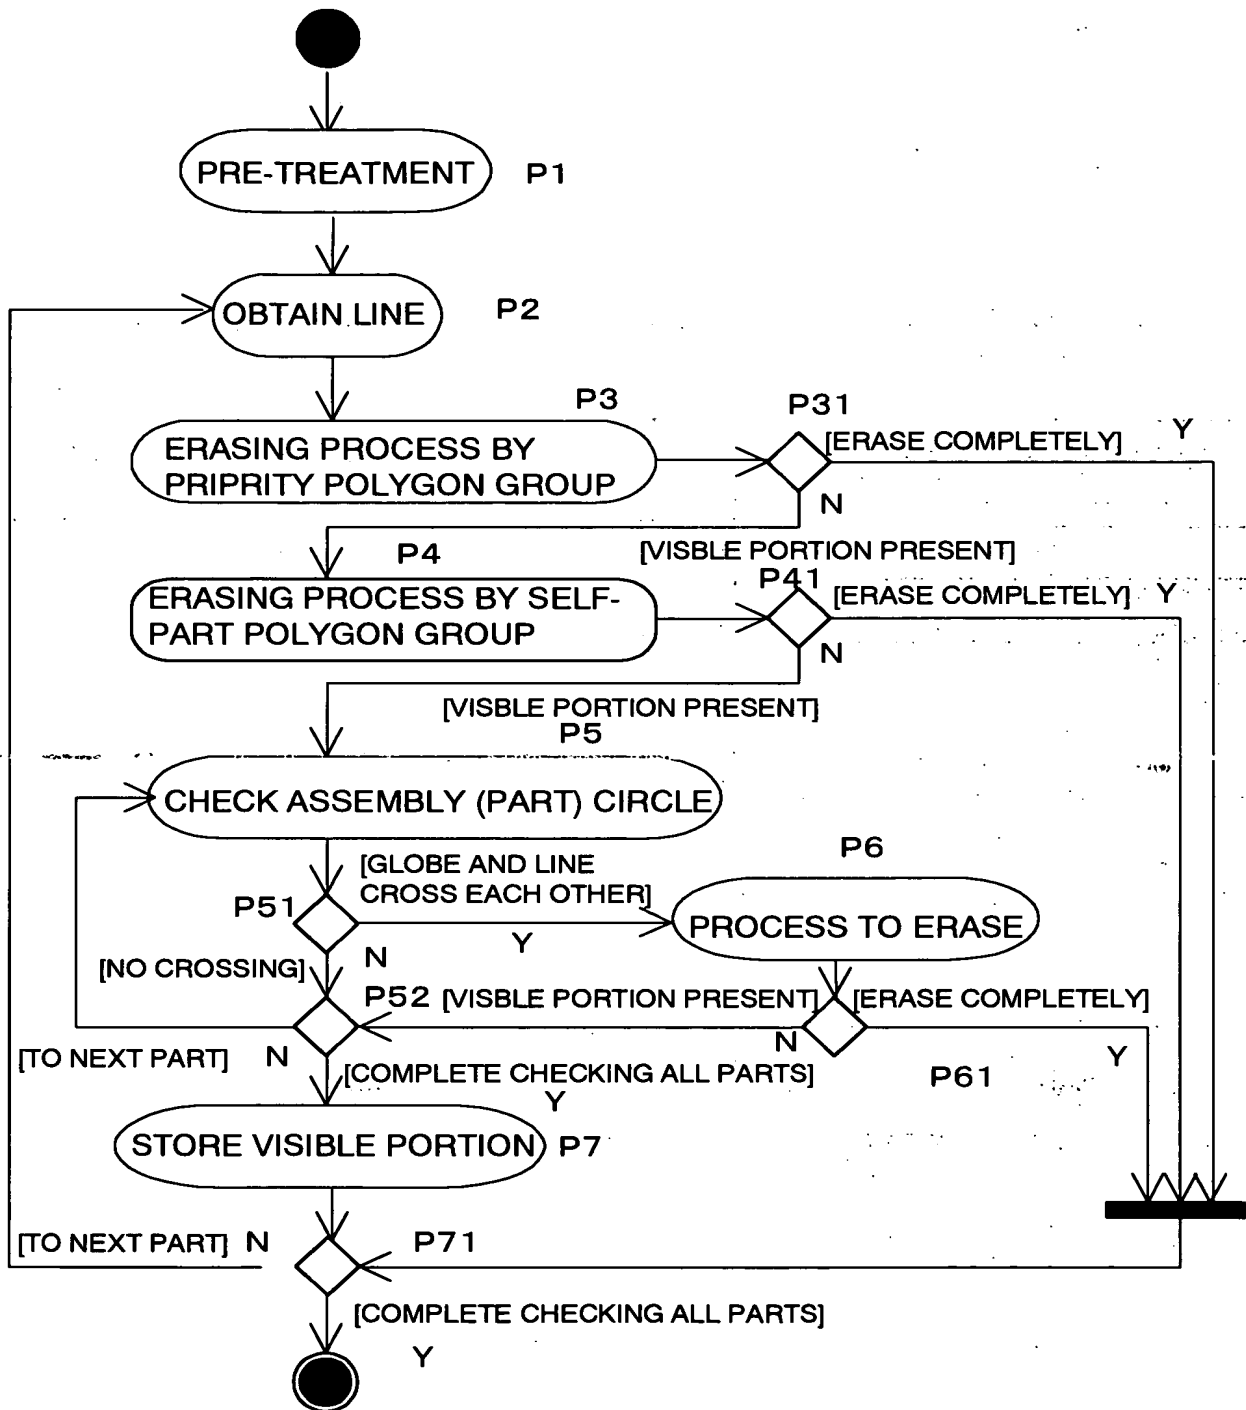 PRE-TREATMENT
P1
OBTAIN LINE
P2
P3
P31
ERASING PROCESS BY
PRIPRITY POLYGON GROUP
[ERASE COMPLETELY]
Y
N
[VISBLE PORTION PRESENT]
P4
P41
ERASING PROCESS BY SELF-
PART POLYGON GROUP
[ERASE COMPLETELY]
Y
N
[VISBLE PORTION PRESENT]
P5
CHECK ASSEMBLY (PART) CIRCLE
[GLOBE AND LINE
CROSS EACH OTHER]
P6
P51
Y
PROCESS TO ERASE
[NO CROSSING]
N
P52
[VISBLE PORTION PRESENT]
[ERASE COMPLETELY]
[TO NEXT PART]
N
N
Y
[COMPLETE CHECKING ALL PARTS]
P61
Y
STORE VISIBLE PORTION
P7
[TO NEXT PART]
N
P71
[COMPLETE CHECKING ALL PARTS]
Y